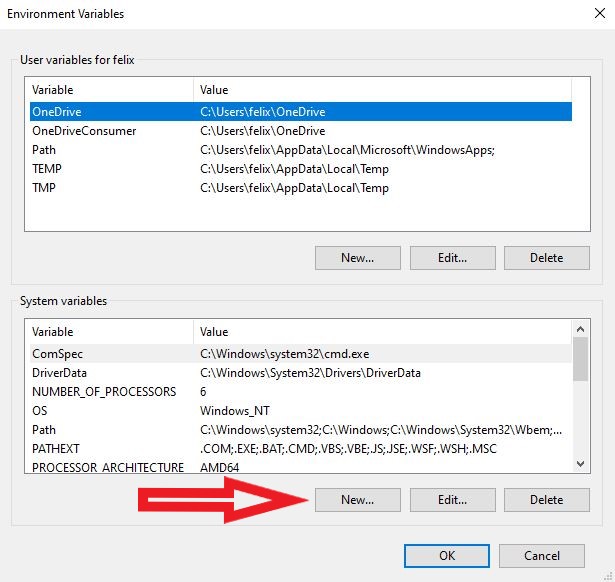 Environment Variables
User variables for felix
Variable Value
OneDrive C:\Users\felix\OneDrive
OneDriveConsumer C:\Users\felix\OneDrive
Path C:\Users\felix\AppData\Local\Microsoft\WindowsApps;
TEMP C:\Users\felix\AppData\Local\Temp
TMP C:\Users\felix\AppData\Local\Temp
New... Edit... Delete
System variables
Variable Value
ComSpec C:\Windows\system32\cmd.exe
DriverData C:\Windows\System32\Drivers\DriverData
NUMBER_OF_PROCESSORS 6
OS Windows_NT
Path C:\Windows\system32;C:\Windows;C:\Windows\System32\Wbem;...
PATHEXT .COM;.EXE;.BAT;.CMD;.VBS;.VBE;.JS;.JSE;.WSF;.WSH;.MSC
PROCESSOR_ARCHITECTURE AMD64
New... Edit... Delete
OK Cancel